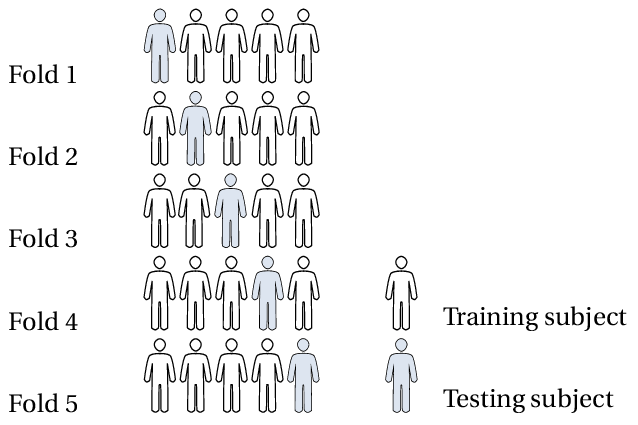 Fold 1
Fold 2
Fold 3
Fold 4
Training subject
Fold 5
Testing subject